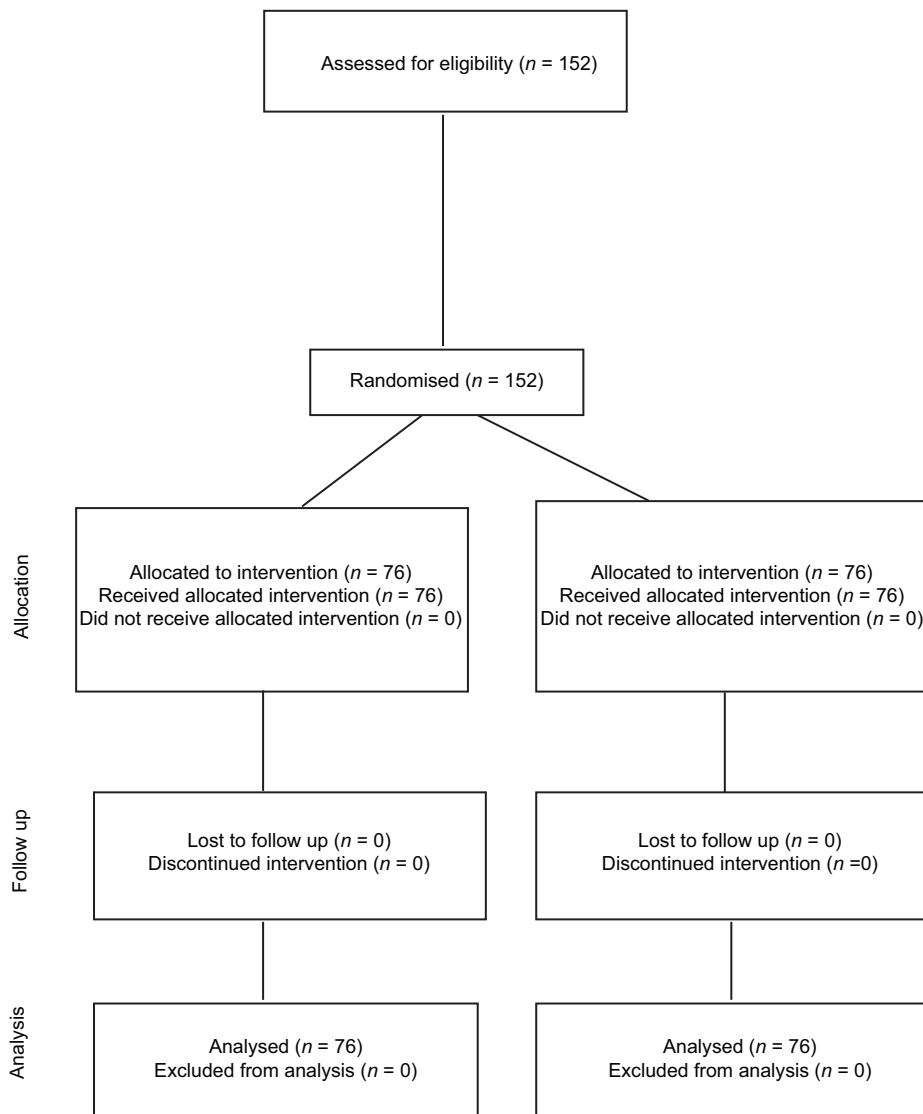 Assessed for eligibility (n = 152)
Randomised (n = 152)
Allocation
Allocated to intervention (n = 76)
Received allocated intervention (n = 76)
Did not receive allocated intervention (n = 0)
Allocated to intervention (n = 76)
Received allocated intervention (n = 76)
Did not receive allocated intervention (n = 0)
Follow up
Lost to follow up (n = 0)
Discontinued intervention (n = 0)
Lost to follow up (n = 0)
Discontinued intervention (n =0)
Analysis
Analysed (n = 76)
Excluded from analysis (n = 0)
Analysed (n = 76)
Excluded from analysis (n = 0)